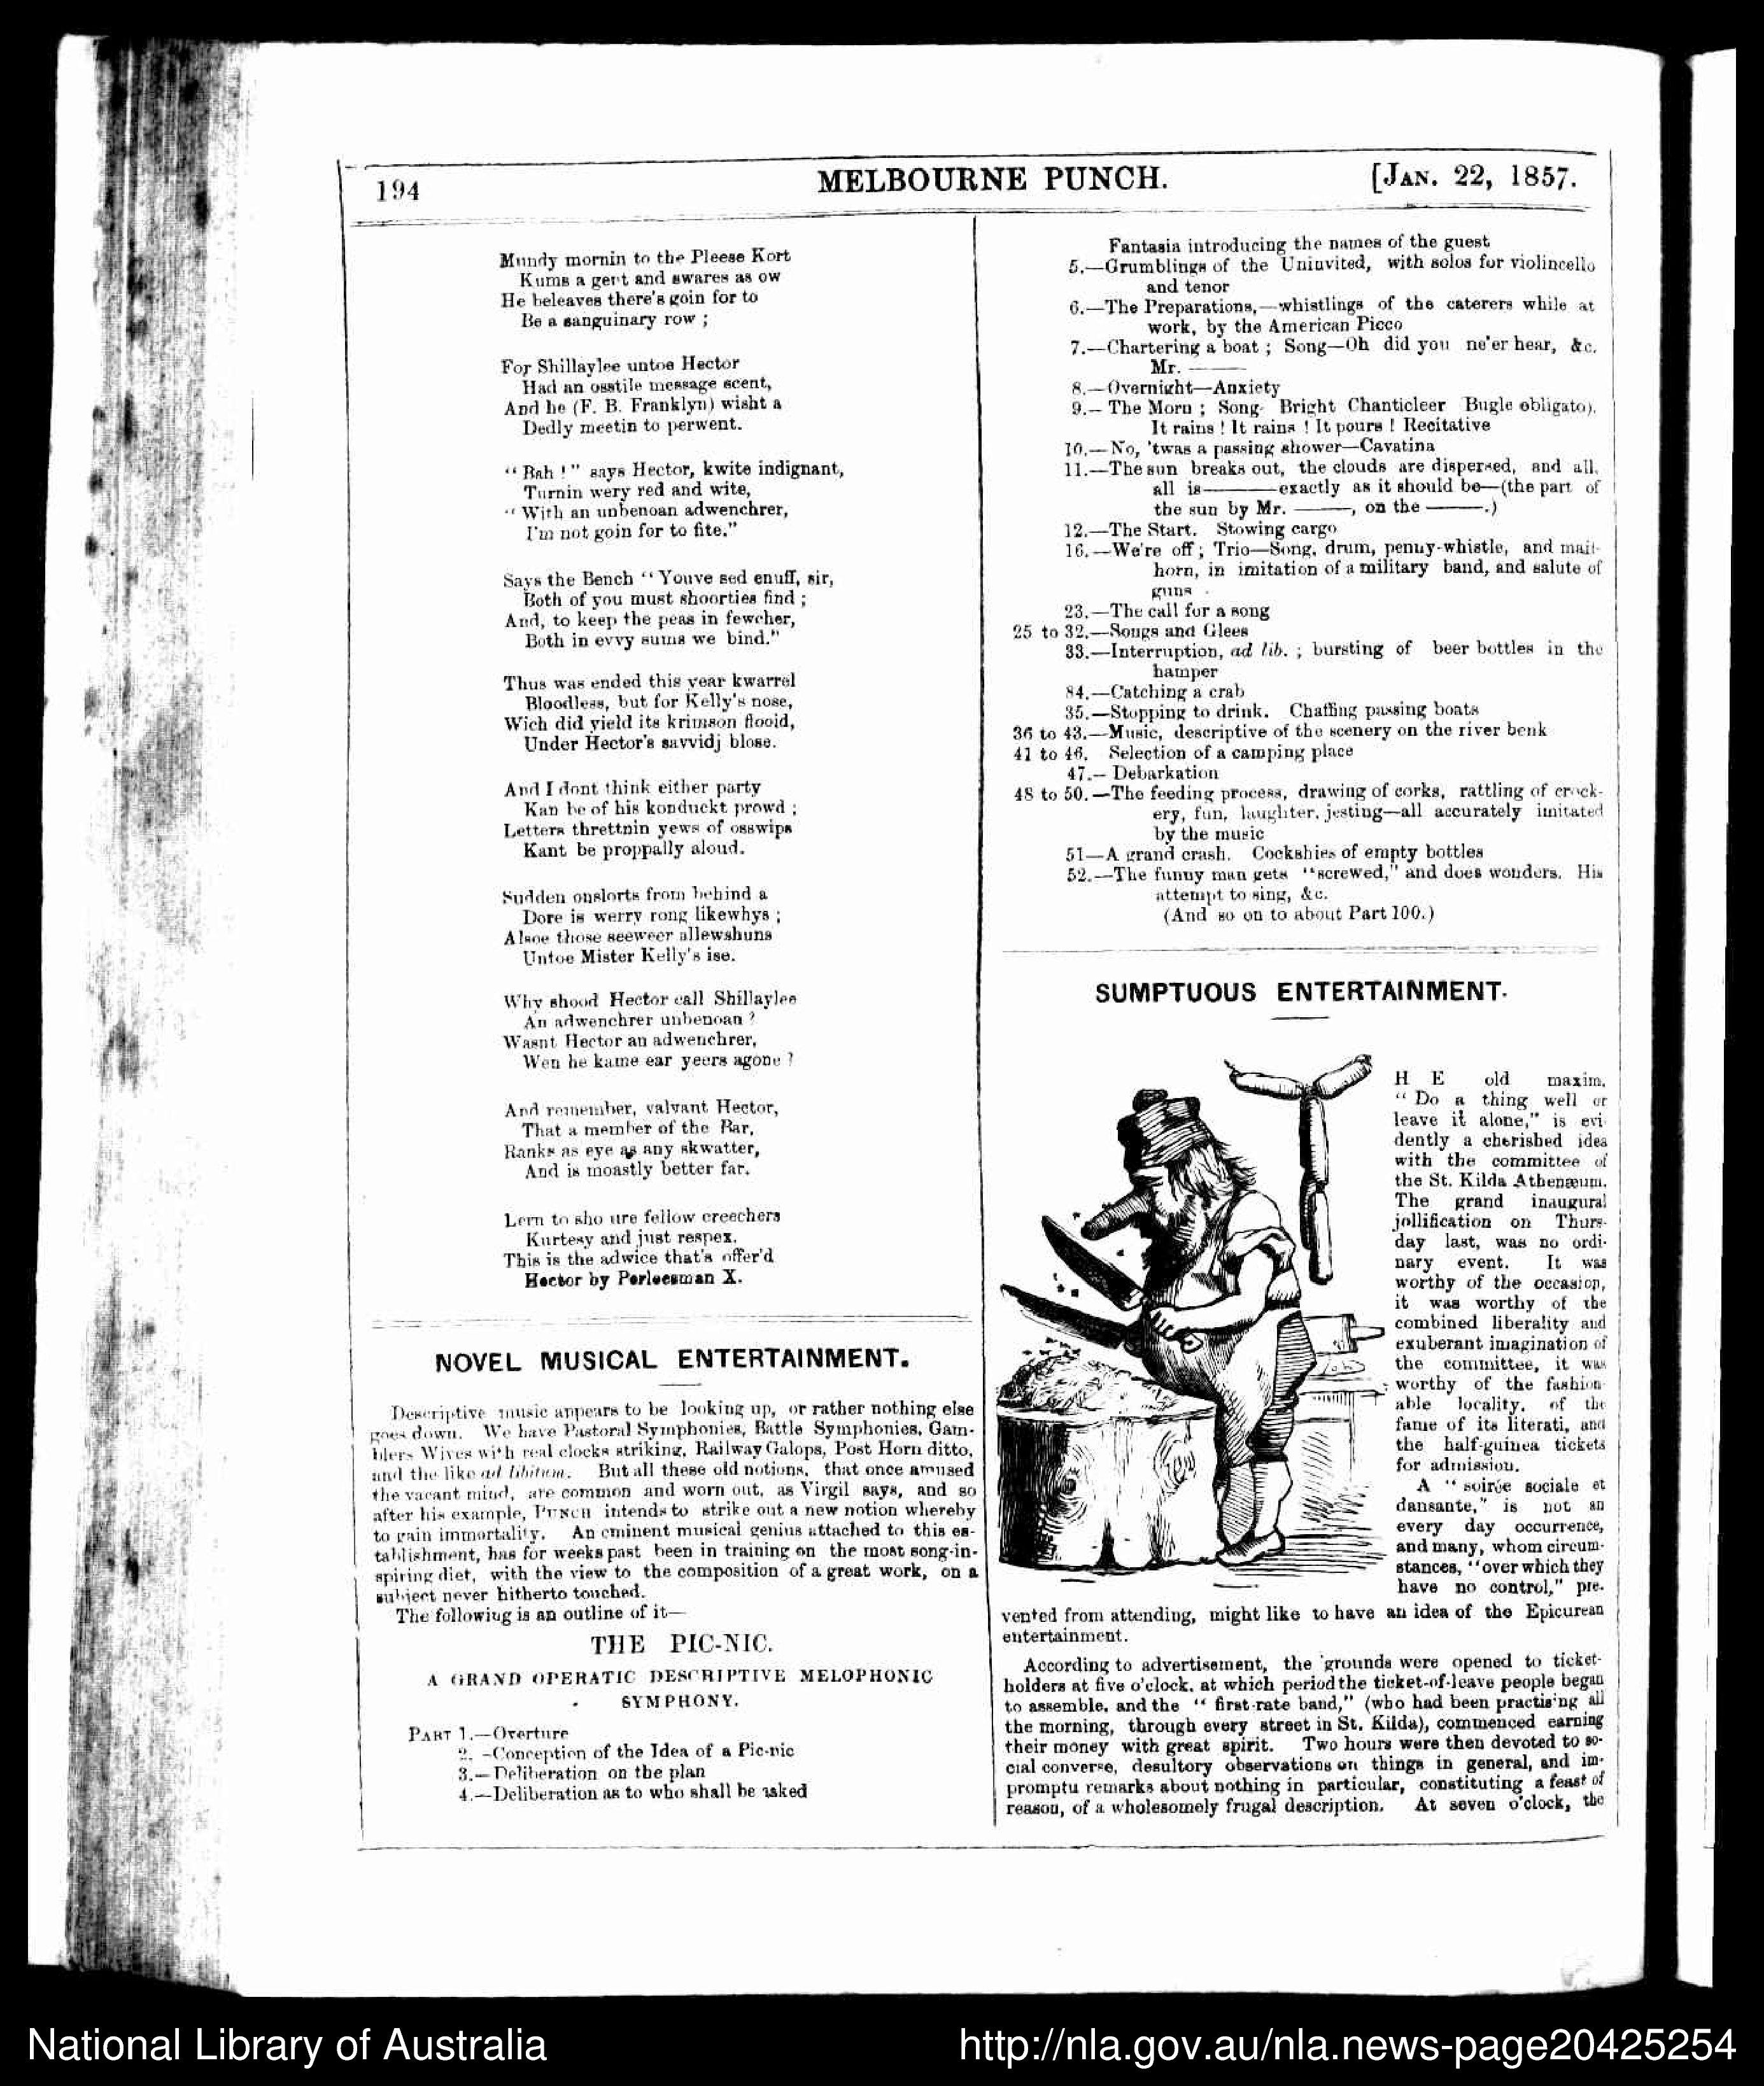 194
MELBOURNE PUNCH.
[JAN. 22, 1857.
Mundy mornin to the Pleese Kort
Kums a gent and swares as ow
He beleaves there's goin for to
Be a sanguinary row ;
For Shillaylee untoe Hector
Had an osstile message scent,
And he (F. B. Franklyn) wisht a
Dedly meetin to perwent.
“ Bah ! ” says Hector, kwite indignant,
Turnin wery red and wite,
“ With an unbenoan adwenchrer,
I'm not goin for to fite.”
Says the Bench “ Youve sed enuff, sir,
Both of you must shoorties find ;
And, to keep the peas in fewcher,
Both in evvy sums we bind.”
Thus was ended this year kwarrel
Bloodless, but for Kelly's nose,
Wich did yield its krimson flooid,
Under Hector's savvidj blose.
And I dont think either party
Kan be of his konduckt prowd ;
Letters threttnin yews of osswips
Kant be proppally aloud.
Sudden onslorts from behind a
Dore is werry rong likewhys ;
Alsoe those seeweer allewshuns
Untoe Mister Kelly's ise.
Why shood Hector call Shillaylee
An adwenchrer unbenoan ?
Wasnt Hector an adwenchrer,
Wen he kame ear yeers agone ?
And remember, valyant Hector,
That a member of the Bar,
Ranks as eye as any skwatter,
And is moastly better far.
Lern to sho ure fellow creechers
Kurtesy and just respex.
This is the adwice that's offer'd
Hector by Perleesman X.
NOVEL MUSICAL ENTERTAINMENT.
Descriptive music appears to be looking up, or rather nothing else
goes down. We have Pastoral Symphonies, Battle Symphonies, Gam-
blers Wives with real clocks striking, Railway Galops, Post Horn ditto,
and the like ad libitum. But all these old notions, that once amused
the vacant mind, are common and worn out, as Virgil says, and so
after his example, PUNCH intends to strike out a new notion whereby
to gain immortality. An eminent musical genius attached to this es-
tablishment, has for weeks past been in training on the most song-in-
spiring diet, with the view to the composition of a great work, on a
subject never hitherto touched.
The following is an outline of it—
THE PIC-NIC.
A GRAND OPERATIC DESCRIPTIVE MELOPHONIC
SYMPHONY.
PART 1.—Overture
2. —Conception of the Idea of a Pic-nic
3.—Deliberation on the plan
4.—Deliberation as to who shall be asked
Fantasia introducing the names of the guest
5.—Grumblings of the Uninvited, with solos for violincello
and tenor
6.—The Preparations,—whistlings of the caterers while at
work, by the American Picco
7.—Chartering a boat ; Song—Oh did you ne'er hear, &c.
Mr. ———
8.—Overnight—Anxiety
9.— The Morn ; Song- Bright Chanticleer Bugle obligato).
It rains ! It rains ! It pours ! Recitative
10.—No, 'twas a passing shower—Cavatina
11.—The sun breaks out, the clouds are dispersed, and all,
all is———exactly as it should be—(the part of
the sun by Mr. ———, on the ———.)
12.—The Start. Stowing cargo
16.—We're off; Trio—Song, drum, penny-whistle, and mail-
horn, in imitation of a military band, and salute of
guns
23.—The call for a song
25 to 32.—Songs and Glees
33.—Interruption, ad lib. ; bursting of beer bottles in the
hamper
84.—Catching a crab
35.—Stopping to drink. Chaffing passing boats
36 to 43.—Music, descriptive of the scenery on the river benk
41 to 46. Selection of a camping place
47.— Debarkation
48 to 50.—The feeding process, drawing of corks, rattling of crock-
ery, fun, laughter, jesting—all accurately imitated
by the music
51—A grand crash. Cockshies of empty bottles
52.—The funny man gets “screwed,” and does wonders. His
attempt to sing, &c.
(And so on to about Part 100.)
SUMPTUOUS ENTERTAINMENT.
HE old maxim,
“ Do a thing well or
leave it alone,” is evi-
dently a cherished idea
with the committee of
the St. Kilda Athenæum.
The grand inaugural
jollification on Thurs-
day last, was no ordi-
nary event. It was
worthy of the occasion,
it was worthy of the
combined liberality and
exuberant imagination of
the committee, it was
worthy of the fashion-
able locality, of the
fame of its literati, and
the half-guinea tickets
for admission.
A “ soirée sociale et
dansante,” is not an
every day occurrence,
and many, whom circum-
stances, “over which they
have no control,” pre-
vented from attending, might like to have an idea of the Epicurean
entertainment.
According to advertisement, the grounds were opened to ticket-
holders at five o'clock, at which period the ticket-of-leave people began
to assemble, and the “ first-rate band,” (who had been practising all
the morning, through every street in St. Kilda), commenced earning
their money with great spirit. Two hours were then devoted to so-
cial converse, desultory observations on things in general, and im-
promptu remarks about nothing in particular, constituting a feast of
reason, of a wholesomely frugal description. At seven o'clock, the
National Library of Australia
http://nla.gov.au/nla.news-page20425254